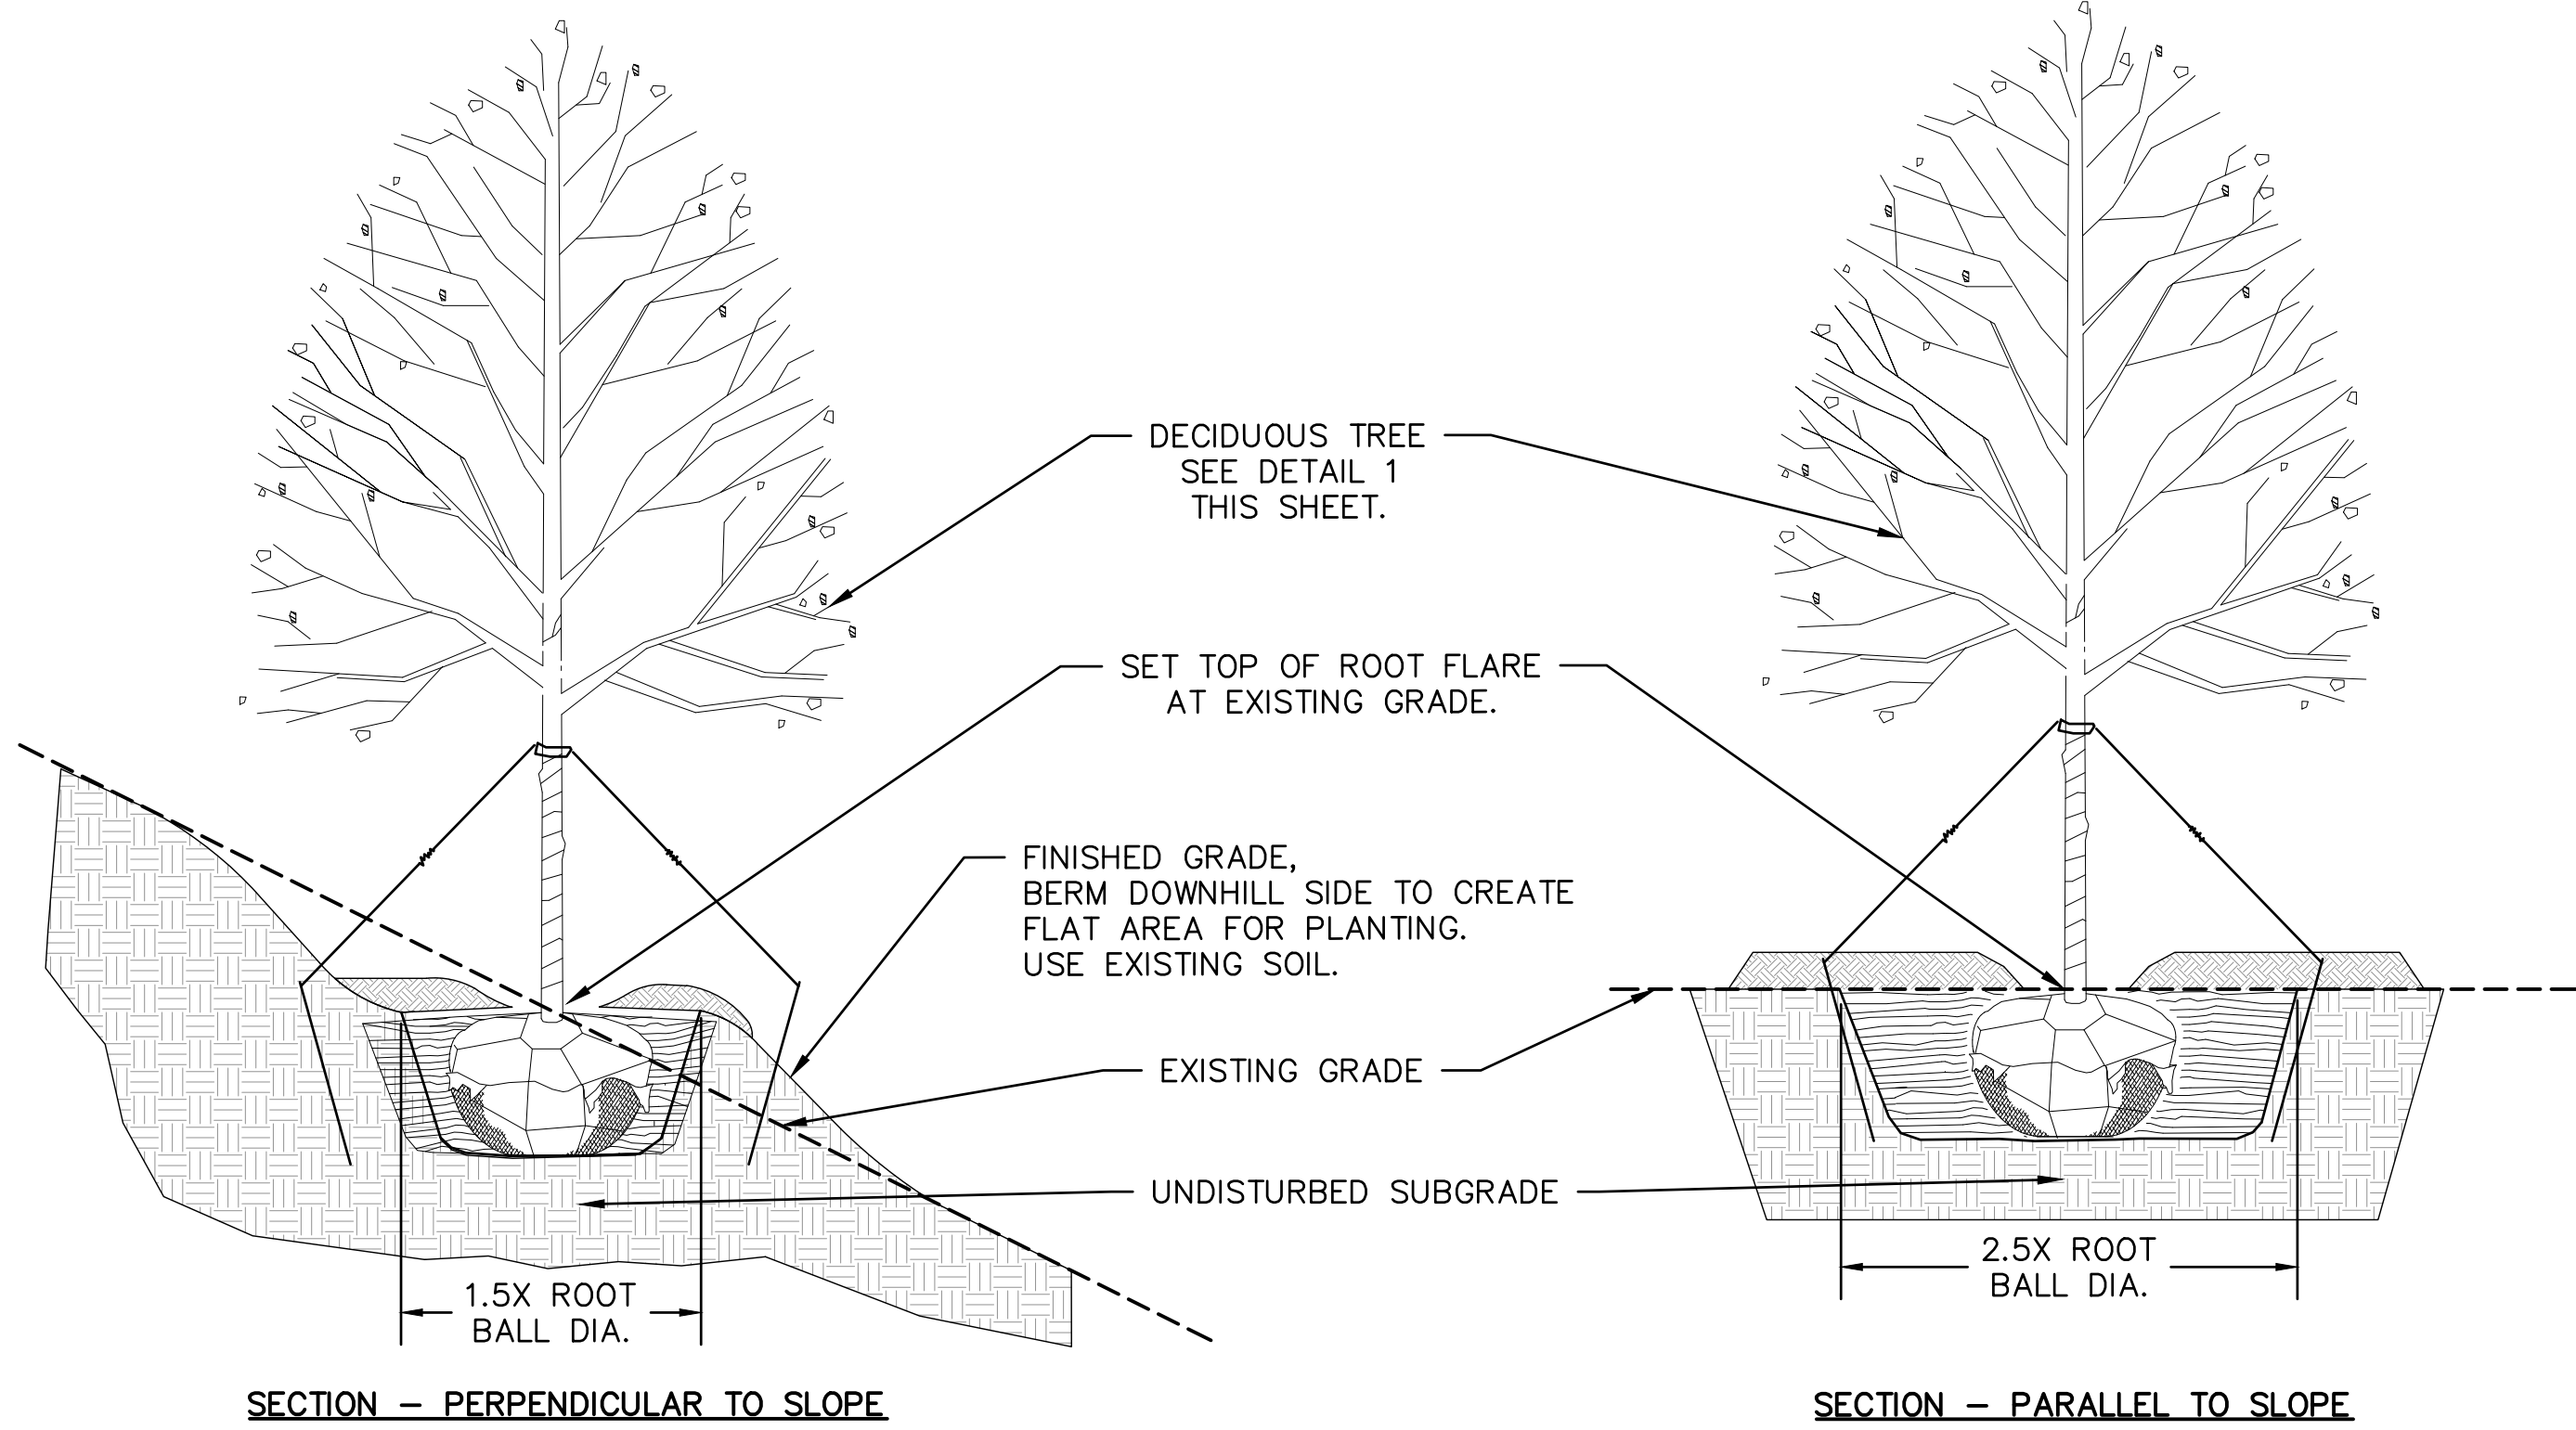 DECIDUOUS TREE
SEE DETAIL 1
THIS SHEET.
SET TOP OF ROOT FLARE
AT EXISTING GRADE.
FINISHED GRADE,
BERM DOWNHILL SIDE TO CREATE
FLAT AREA FOR PLANTING.
USE EXISTING SOIL.
EXISTING GRADE
UNDISTURBED SUBGRADE
1.5X ROOT
BALL DIA.
2.5X ROOT
BALL DIA.
SECTION – PERPENDICULAR TO SLOPE
SECTION – PARALLEL TO SLOPE